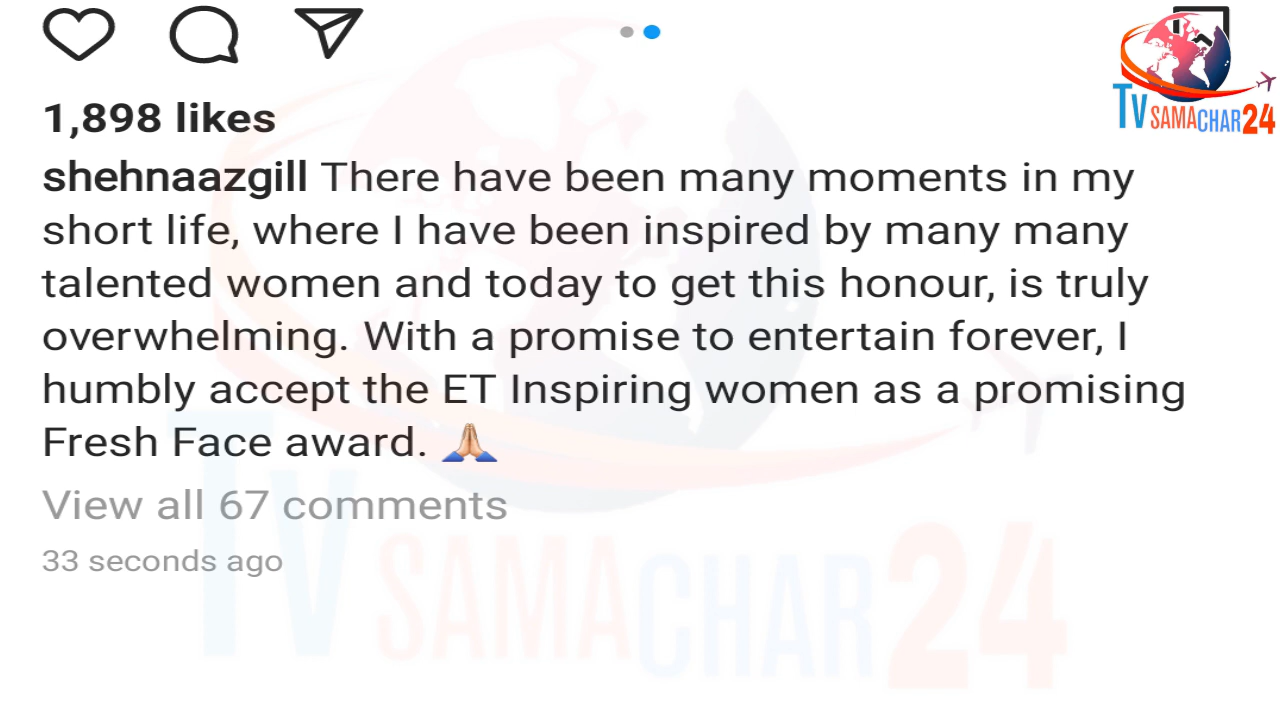 TV SAMACHAR24
1,898 likes
shehnaazgill There have been many moments in my
short life, where I have been inspired by many many
talented women and today to get this honour, is truly
overwhelming. With a promise to entertain forever, I
humbly accept the ET Inspiring women as a promising
Fresh Face award. 🙏🏼
View all 67 comments
33 seconds ago
TV SAMACHAR24